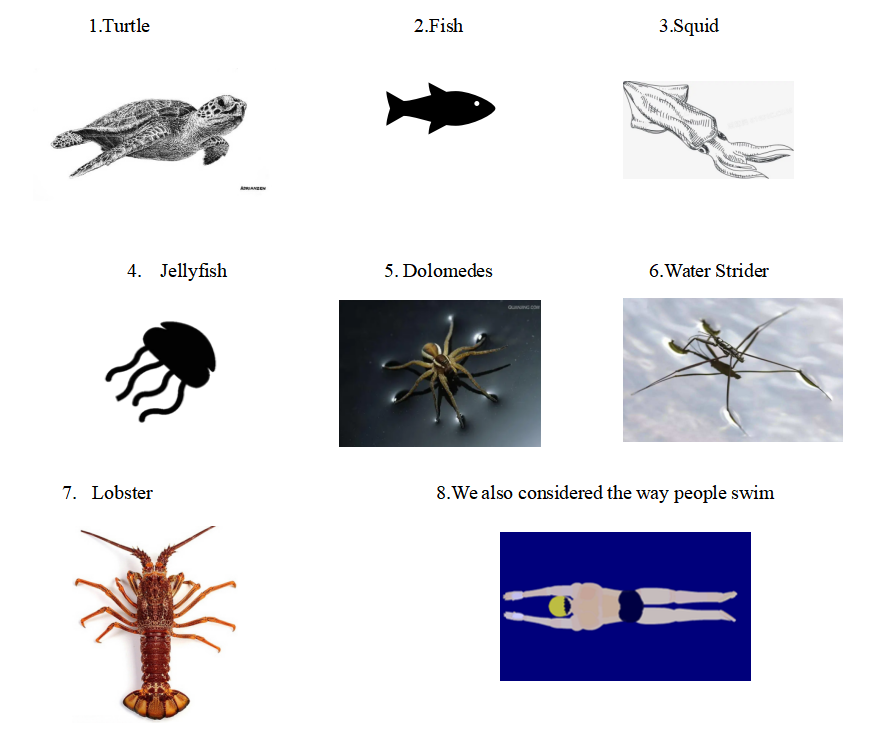 1.Turtle
2.Fish
3.Squid
ADRIANSEN
4. Jellyfish
5. Dolomedes
6.Water Strider
7. Lobster
8.We also considered the way people swim